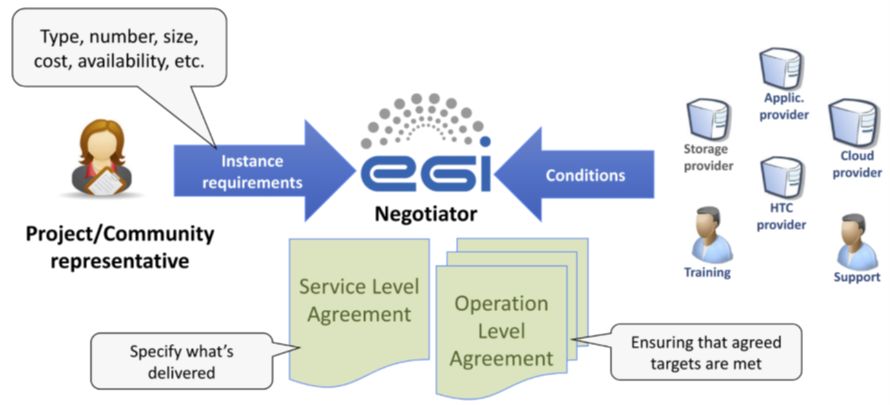 Type, number, size,
cost, availability, etc.
Instance
requirements
Project/Community
representative
egi
Negotiator
Conditions
Applic.
provider
Storage
provider
Cloud
provider
HTC
provider
Training
Support
Service Level
Agreement
Operation
Level
Agreement
Specify what's
delivered
Ensuring that agreed
targets are met